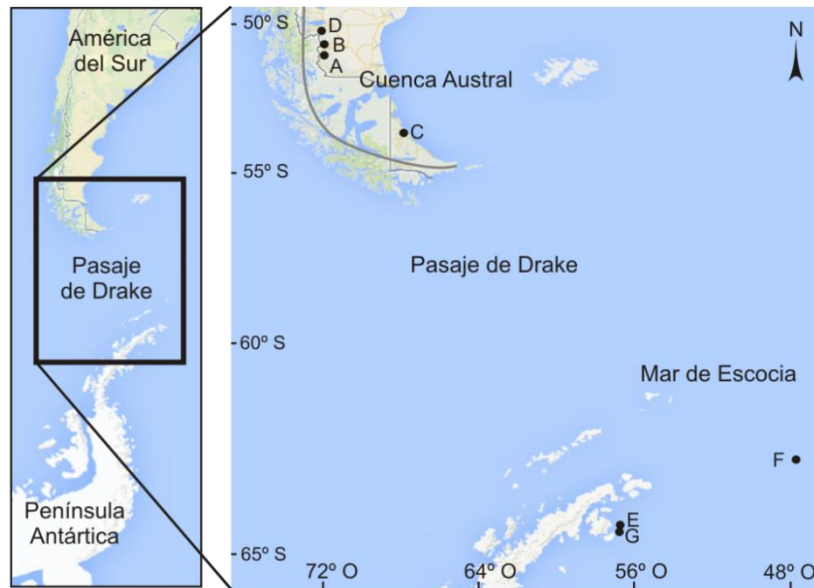 América
del Sur
Pasaje
de Drake
Península
Antártica
50º S
D
B
A
Cuenca Austral
N
C
55º S
Pasaje de Drake
60º S
Mar de Escocia
F
E
G
65º S
72º O
64º O
56º O
48º O